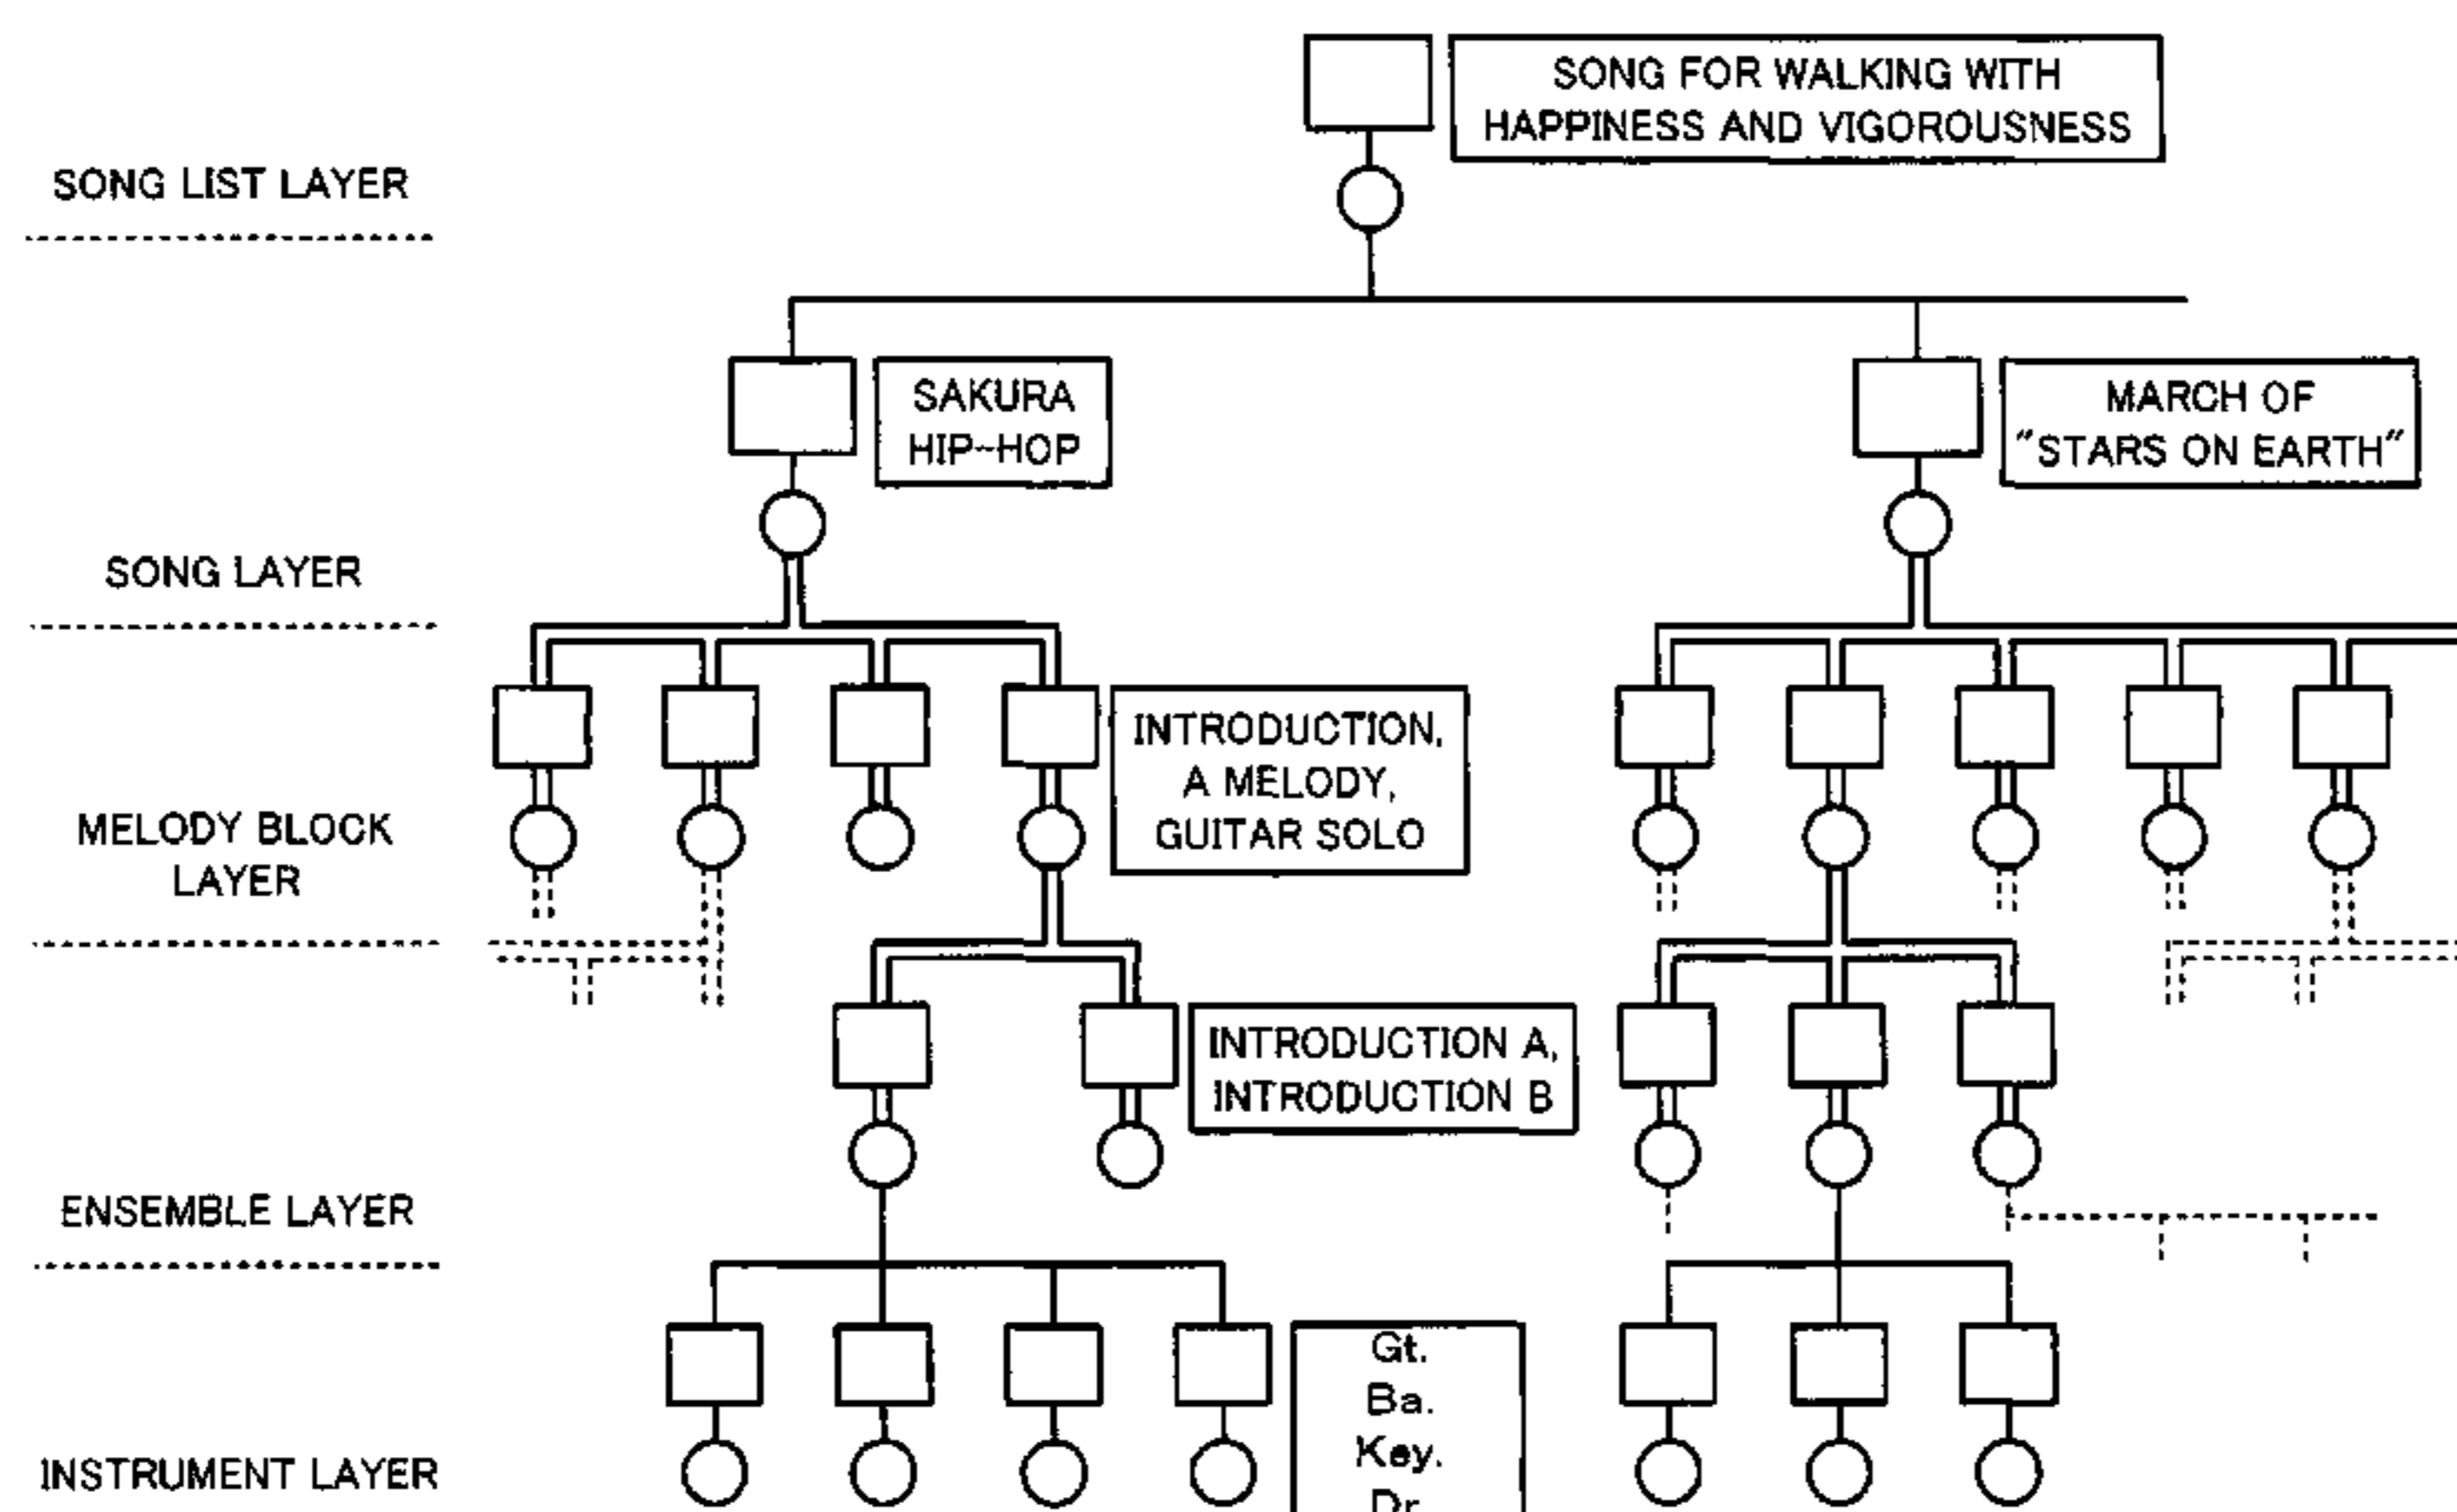 SONG FOR WALKING WITH
HAPPINESS AND VIGOROUSNESS
SONG LIST LAYER
SAKURA
HIP-HOP
MARCH OF
"STARS ON EARTH"
SONG LAYER
INTRODUCTION,
A MELODY,
GUITAR SOLO
MELODY BLOCK
LAYER
INTRODUCTION A,
INTRODUCTION B
ENSEMBLE LAYER
Gt.
Ba.
Key.
Dr.
INSTRUMENT LAYER